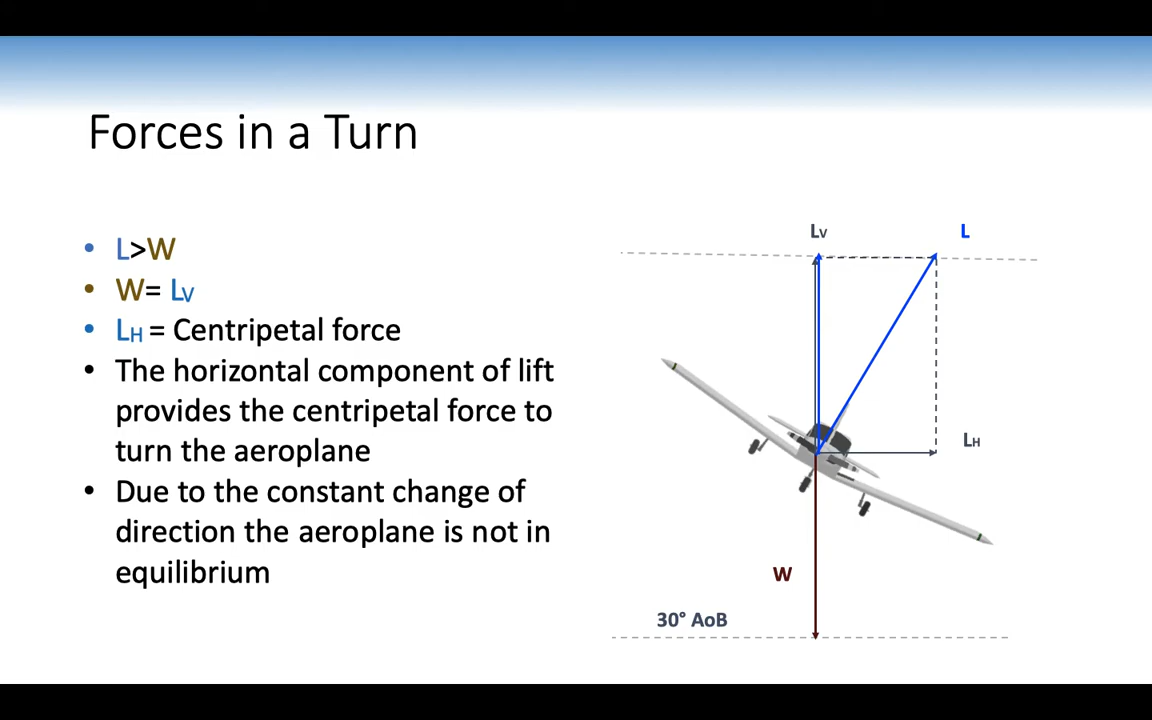 Forces in a Turn
• L>W
• W= Lv
• LH = Centripetal force
• The horizontal component of lift
provides the centripetal force to
turn the aeroplane
• Due to the constant change of
direction the aeroplane is not in
equilibrium
Lv
L
LH
W
30° AoB